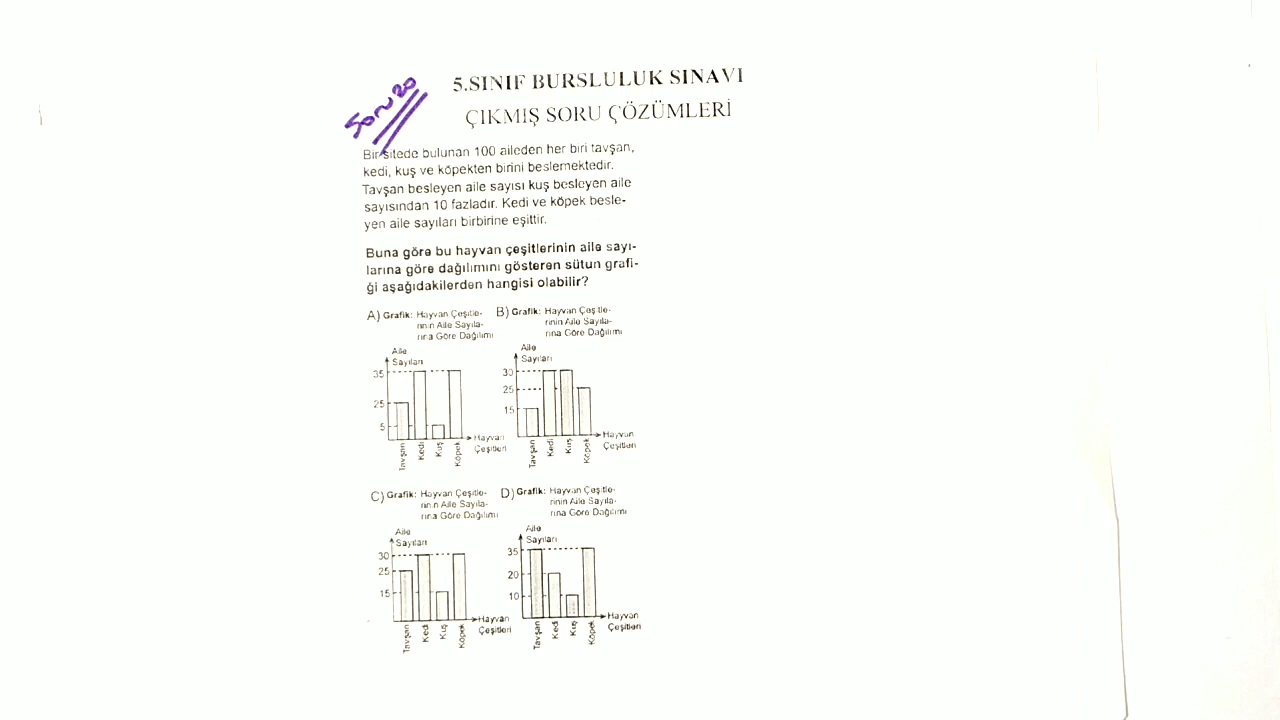 Soru 20
5.SINIF BURSLULUK SINAVI
ÇIKMIŞ SORU ÇÖZÜMLERİ
Bir sitede bulunan 100 aileden her biri tavşan,
kedi, kuş ve köpekten birini beslemektedir.
Tavşan besleyen aile sayısı kuş besleyen aile
sayısından 10 fazladır. Kedi ve köpek besle-
yen aile sayıları birbirine eşittir.
Buna göre bu hayvan çeşitlerinin aile sayı-
larına göre dağılımını gösteren sütun grafi-
ği aşağıdakilerden hangisi olabilir?
A) Grafik: Hayvan Çeşitle-
rinin Aile Sayıla-
rına Göre Dağılımı
Aile
Sayıları
35
25
5
Tavşan
Kedi
Kuş
Köpek
Hayvan
Çeşitleri
B) Grafik: Hayvan Çeşitle-
rinin Aile Sayıla-
rına Göre Dağılımı
Aile
Sayıları
30
25
15
Tavşan
Kedi
Kuş
Köpek
Hayvan
Çeşitleri
C) Grafik: Hayvan Çeşitle-
rinin Aile Sayıla-
rına Göre Dağılımı
Aile
Sayıları
30
25
15
Tavşan
Kedi
Kuş
Köpek
Hayvan
Çeşitleri
D) Grafik: Hayvan Çeşitle-
rinin Aile Sayıla-
rına Göre Dağılımı
Aile
Sayıları
35
20
10
Tavşan
Kedi
Kuş
Köpek
Hayvan
Çeşitleri